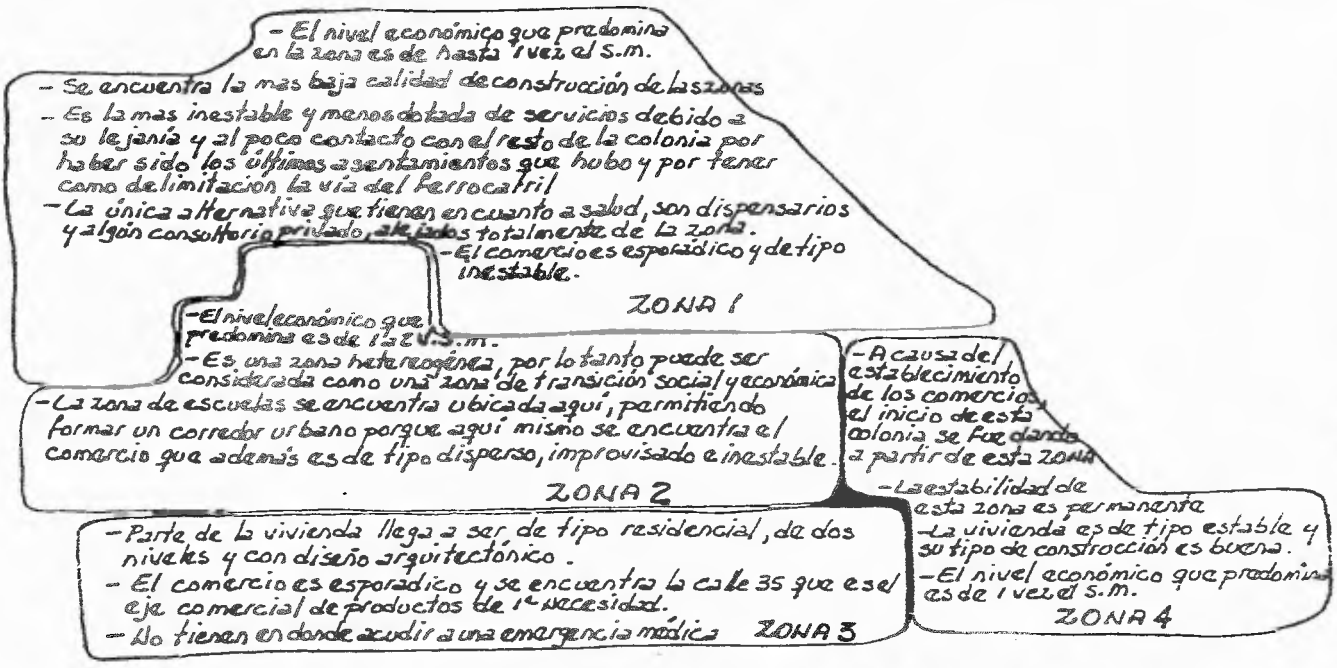 - El nivel económico que predomina
en la zona es de hasta 1 vez el S.m.
- Se encuentra la mas baja calidad de construcción de las zonas
- Es la mas inestable y menos dotada de servicios debido a
su lejanía y al poco contacto con el resto de la colonia por
haber sido los últimos asentamientos que hubo y por tener
como delimitacion la vía del ferrocarril
- La única alternativa que tienen en cuanto a salud, son dispensarios
y algún consultorio privado, alejados totalmente de la zona.
- El comercio es esporádico y de tipo
inestable.
ZONA 1
- El nivel económico que
predomina es de 1 a 2 V.S.m.
- Es una zona hetereogénea, por lo tanto puede ser
considerada como una zona de transición social y económica
- La zona de escuelas se encuentra ubicada aquí, permitiendo
formar un corredor urbano porque aquí mismo se encuentra el
comercio que además es de tipo disperso, improvisado e inestable.
ZONA 2
- A causa del
establecimiento
de los comercios,
el inicio de esta
colonia se fue dando
a partir de esta ZONA
- La estabilidad de
esta zona es permanente
- La vivienda es de tipo estable y
su tipo de construcción es buena.
- El nivel económico que predomina
es de 1 vez el S.m.
ZONA 4
- Parte de la vivienda llega a ser de tipo residencial, de dos
niveles y con diseño arquitectónico.
- El comercio es esporadico y se encuentra la calle 35 que es el
eje comercial de productos de 1ª Necesidad.
- No tienen en donde acudir a una emergencia médica ZONA 3